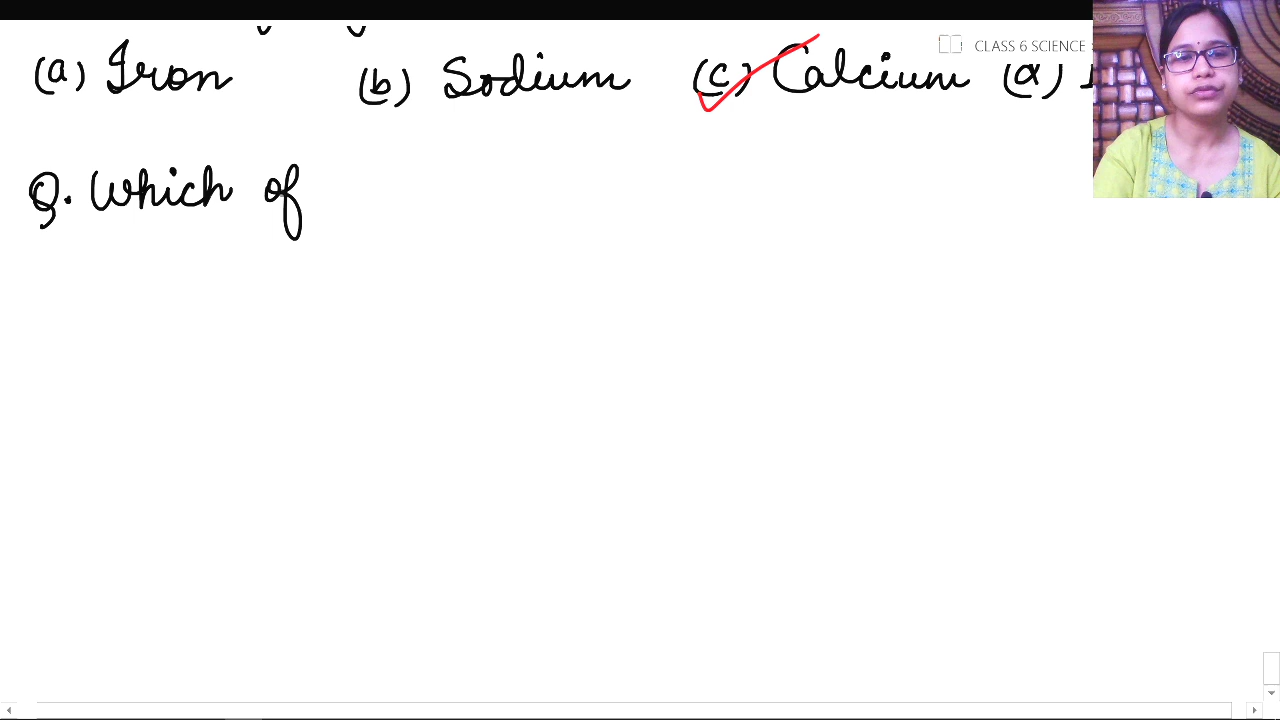 CLASS 6 SCIENCE
(a) Iron (b) Sodium (c) Calcium (d)
Q. Which of